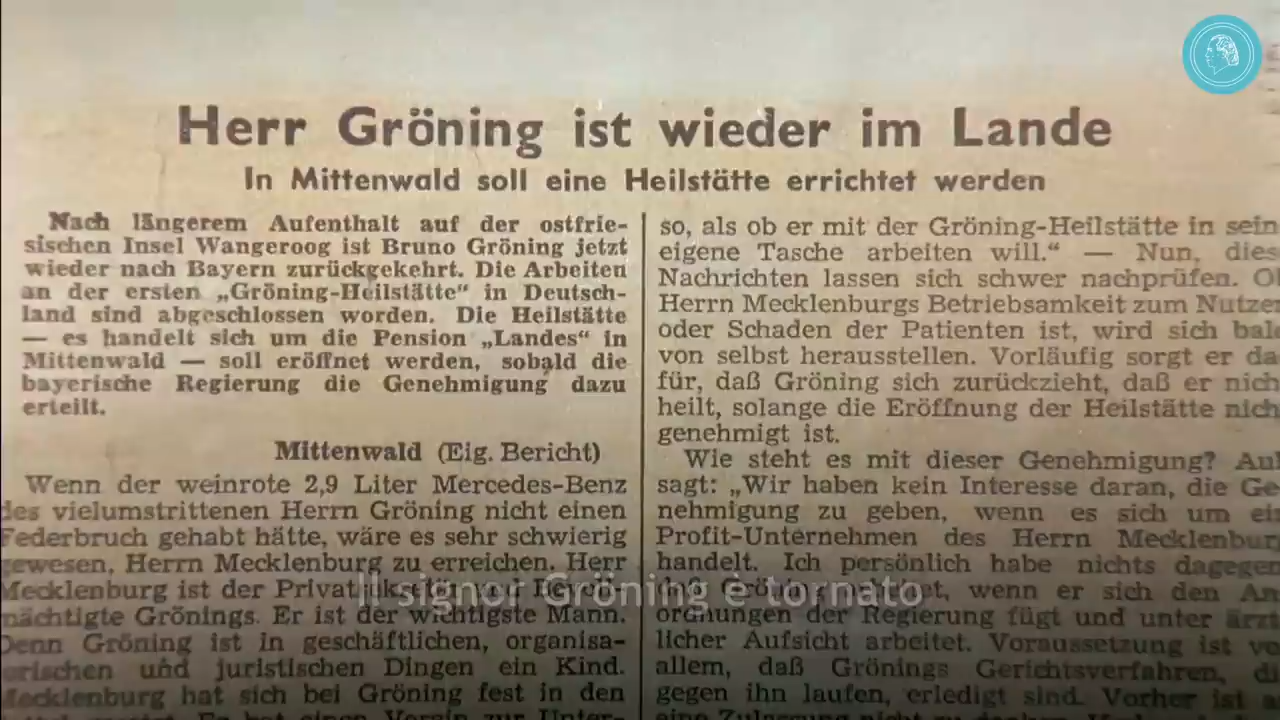 Herr Gröning ist wieder im Lande
In Mittenwald soll eine Heilstätte errichtet werden
Nach längerem Aufenthalt auf der ostfrie-
sischen Insel Wangeroog ist Bruno Gröning jetzt
wieder nach Bayern zurückgekehrt. Die Arbeiten
an der ersten „Gröning-Heilstätte“ in Deutsch-
land sind abgeschlossen worden. Die Heilstätte
— es handelt sich um die Pension „Landes“ in
Mittenwald — soll eröffnet werden, sobald die
bayerische Regierung die Genehmigung dazu
erteilt.
Mittenwald (Eig. Bericht)
Wenn der weinrote 2,9 Liter Mercedes-Benz
des vielumstrittenen Herrn Gröning nicht einen
Federbruch gehabt hätte, wäre es sehr schwierig
gewesen, Herrn Mecklenburg zu erreichen. Herr
Mecklenburg ist der
mächtigte Grönings. Er ist der wichtigste Mann.
Denn Gröning ist in geschäftlichen, organisa-
torischen und juristischen Dingen ein Kind.
Mecklenburg hat sich bei Gröning fest in den
so, als ob er mit der Gröning-Heilstätte in sein
eigene Tasche arbeiten will.“ — Nun, dies
Nachrichten lassen sich schwer nachprüfen. O
Herrn Mecklenburgs Betriebsamkeit zum Nutze
oder Schaden der Patienten ist, wird sich bal
von selbst herausstellen. Vorläufig sorgt er da
für, daß Gröning sich zurückzieht, daß er nich
heilt, solange die Eröffnung der Heilstätte nich
genehmigt ist.
Wie steht es mit dieser Genehmigung? Au
sagt: „Wir haben kein Interesse daran, die Ge
nehmigung zu geben, wenn es sich um ei
Profit-Unternehmen des Herrn Mecklenbur
handelt. Ich persönlich habe nichts dagegen
daß Gröning wenn er sich den An
ordnungen der Regierung fügt und unter ärzt
licher Aufsicht arbeitet. Voraussetzung ist vo
allem, daß Grönings Gerichtsverfahren, di
gegen ihn laufen, erledigt sind. Vorher ist a
Il signor Gröning è tornato